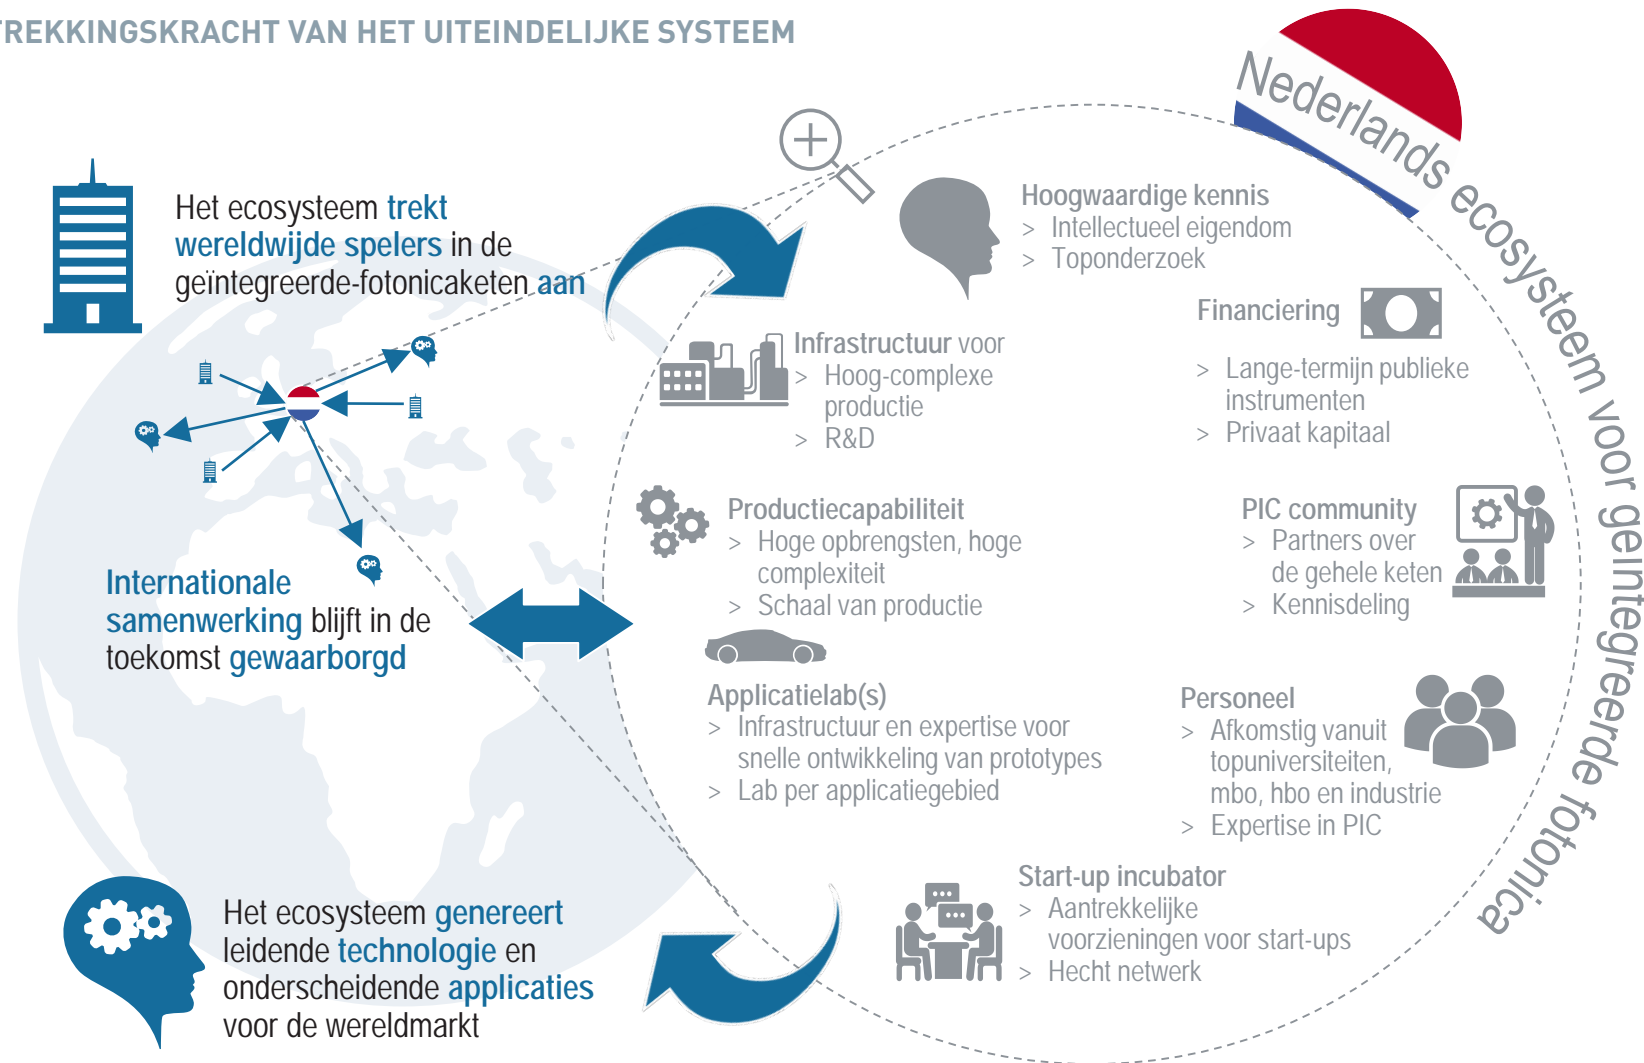 TREKKINGSKRACHT VAN HET UITEINDELIJKE SYSTEEM
Het ecosysteem trekt
wereldwijde spelers in de
geïntegreerde-fotonicaketen aan
Internationale
samenwerking blijft in de
toekomst gewaarborgd
Het ecosysteem genereert
leidende technologie en
onderscheidende applicaties
voor de wereldmarkt
Nederlands ecosysteem voor geïntegreerde fotonica
Hoogwaardige kennis
> Intellectueel eigendom
> Toponderzoek
Financiering
> Lange-termijn publieke
instrumenten
> Privaat kapitaal
Infrastructuur voor
> Hoog-complexe
productie
> R&D
Productiecapabiliteit
> Hoge opbrengsten, hoge
complexiteit
> Schaal van productie
PIC community
> Partners over
de gehele keten
> Kennisdeling
Applicatielab(s)
> Infrastructuur en expertise voor
snelle ontwikkeling van prototypes
> Lab per applicatiegebied
Personeel
> Afkomstig vanuit
topuniversiteiten,
mbo, hbo en industrie
> Expertise in PIC
Start-up incubator
> Aantrekkelijke
voorzieningen voor start-ups
> Hecht netwerk